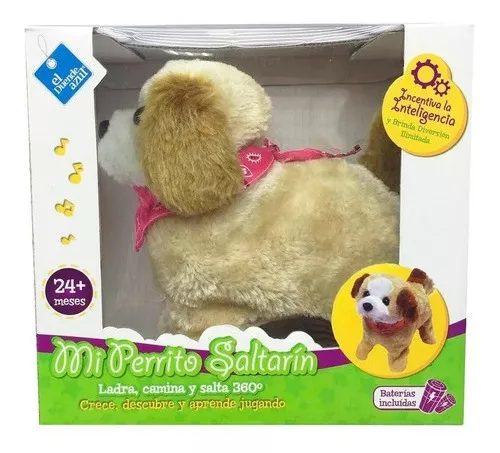 el
Duende
azul
Incentiva la
Inteligencia
y Brinda Diversión
Ilimitada
24+
meses
Mi Perrito Saltarín
Ladra, camina y salta 360º
Crece, descubre y aprende jugando
Baterías
incluídas